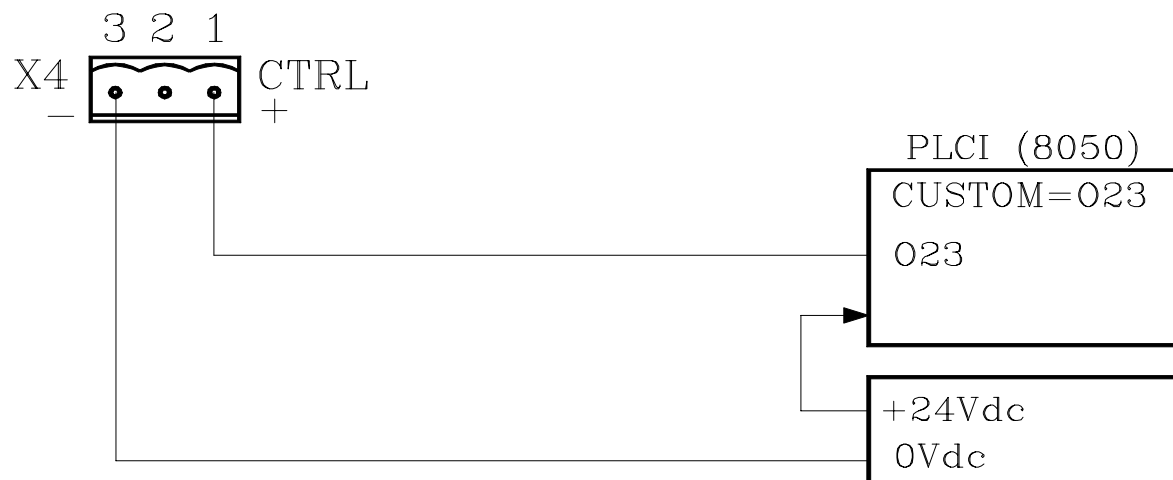 3 2 1
X4 CTRL
- +
PLCI (8050)
CUSTOM=O23
O23
+24Vdc
0Vdc